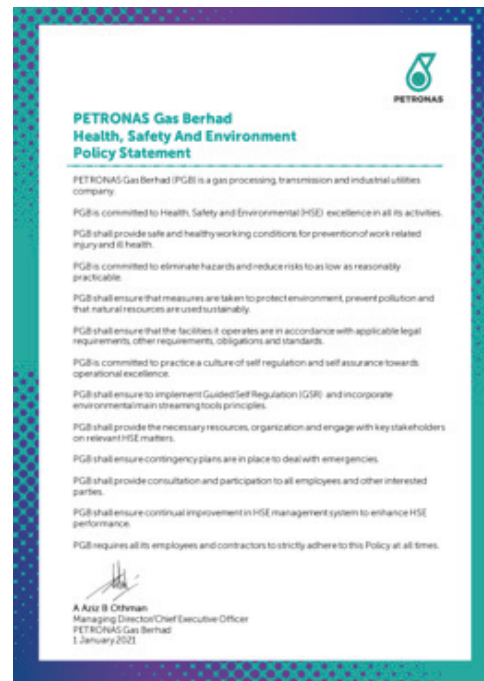 PETRONAS
PETRONAS Gas Berhad
Health, Safety And Environment
Policy Statement
PETRONAS Gas Berhad (PGB) is a gas processing, transmission and industrial utilities
company.
PGB is committed to Health, Safety and Environmental (HSE) excellence in all its activities.
PGB shall provide safe and healthy working conditions for prevention of work related
injury and ill health.
PGB is committed to eliminate hazards and reduce risks to as low as reasonably
practicable.
PGB shall ensure that measures are taken to protect environment, prevent pollution and
that natural resources are used sustainably.
PGB shall ensure that the facilities it operates are in accordance with applicable legal
requirements, other requirements, obligations and standards.
PGB is committed to practice a culture of self regulation and self assurance towards
operational excellence.
PGB shall ensure to implement Guided Self Regulation (GSR) and incorporate
environmental main streaming tools principles.
PGB shall provide the necessary resources, organization and engage with key stakeholders
on relevant HSE matters.
PGB shall ensure contingency plans are in place to deal with emergencies.
PGB shall provide consultation and participation to all employees and other interested
parties.
PGB shall ensure continual improvement in HSE management system to enhance HSE
performance.
PGB requires all its employees and contractors to strictly adhere to this Policy at all times.
A Aziz B Othman
Managing Director/Chief Executive Officer
PETRONAS Gas Berhad
1 January 2021